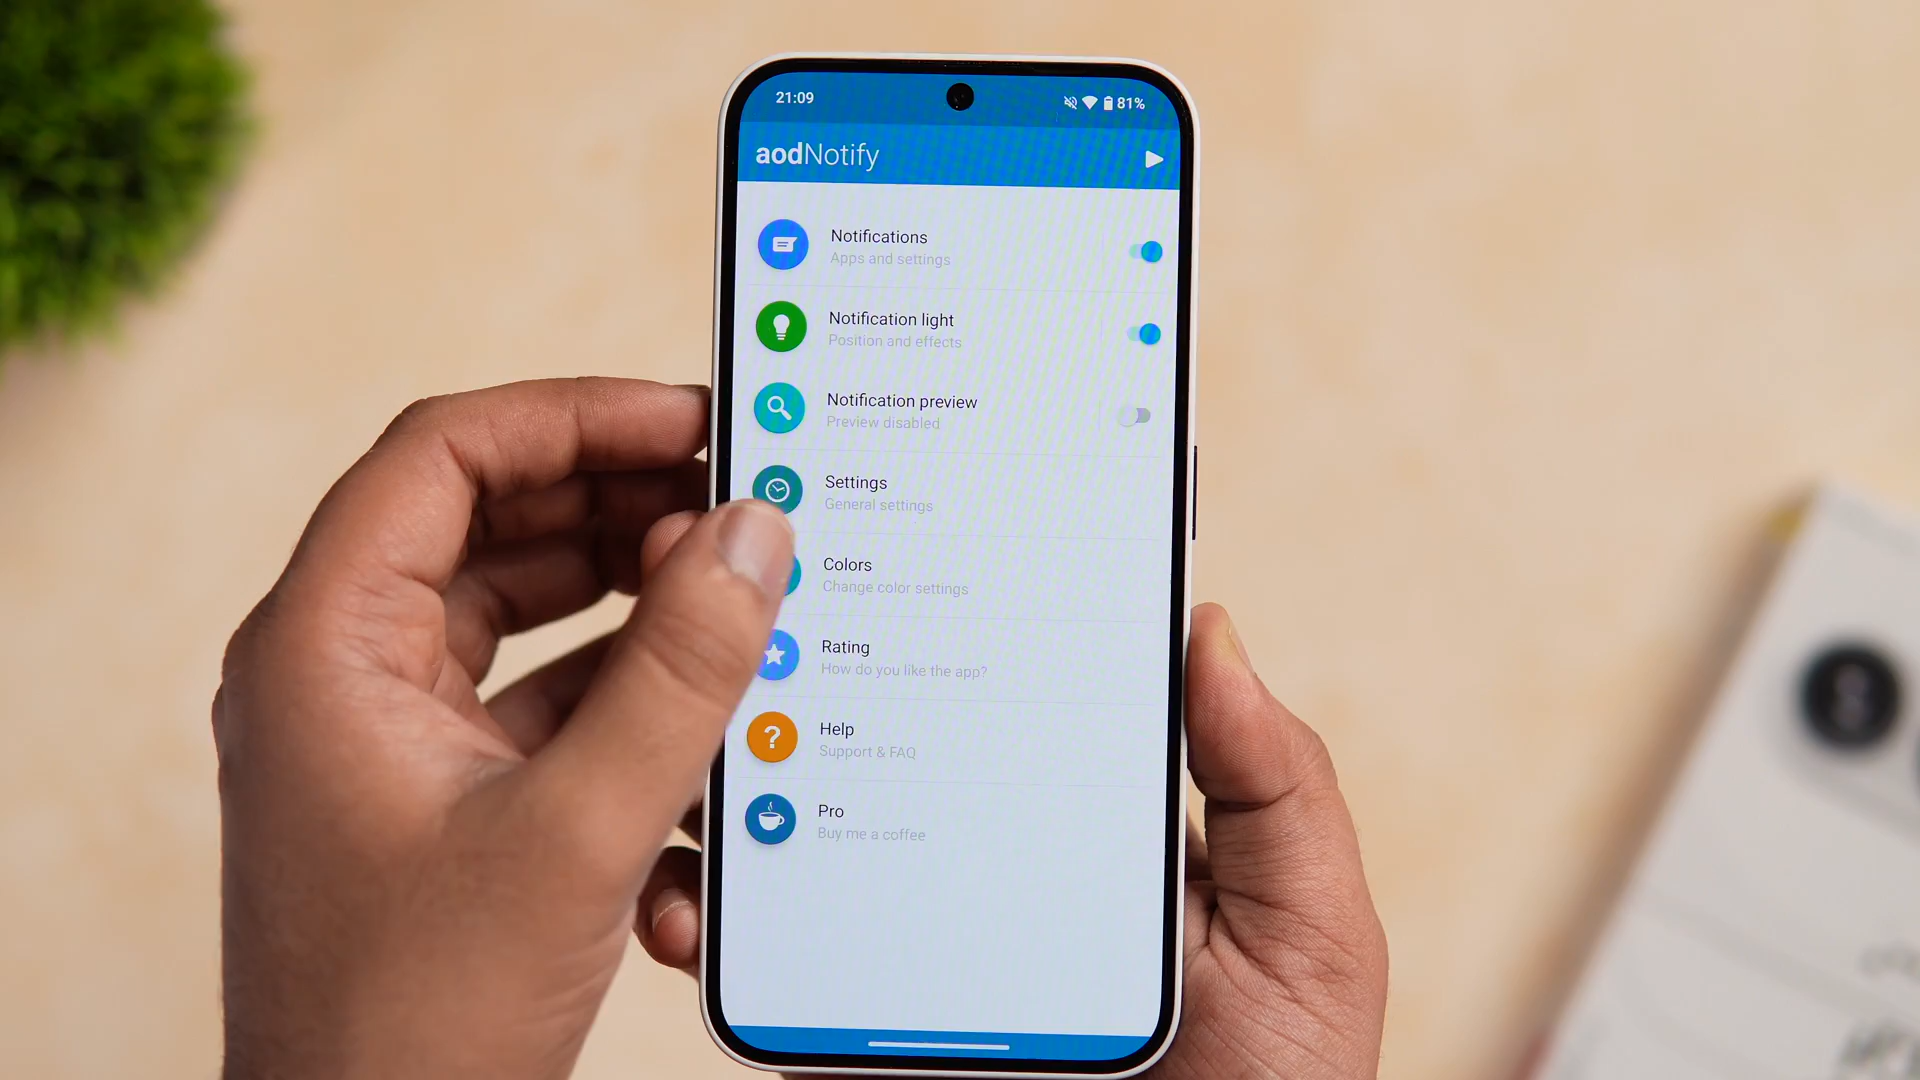 21:09
81%
aodNotify
Notifications
Apps and settings
Notification light
Position and effects
Notification preview
Preview disabled
Settings
General settings
Colors
Change color settings
Rating
How do you like the app?
Help
Support & FAQ
Pro
Buy me a coffee